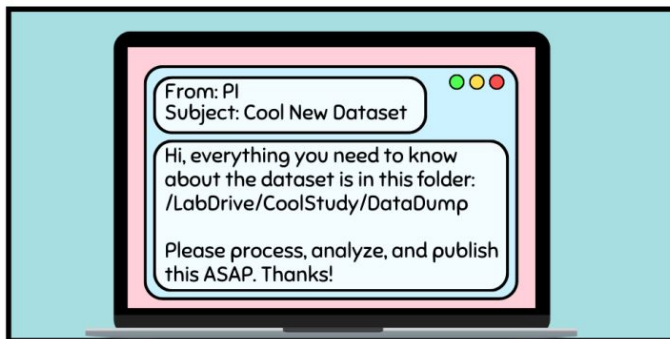 From: PI
Subject: Cool New Dataset
Hi, everything you need to know
about the dataset is in this folder:
/LabDrive/CoolStudy/DataDump
Please process, analyze, and publish
this ASAP. Thanks!